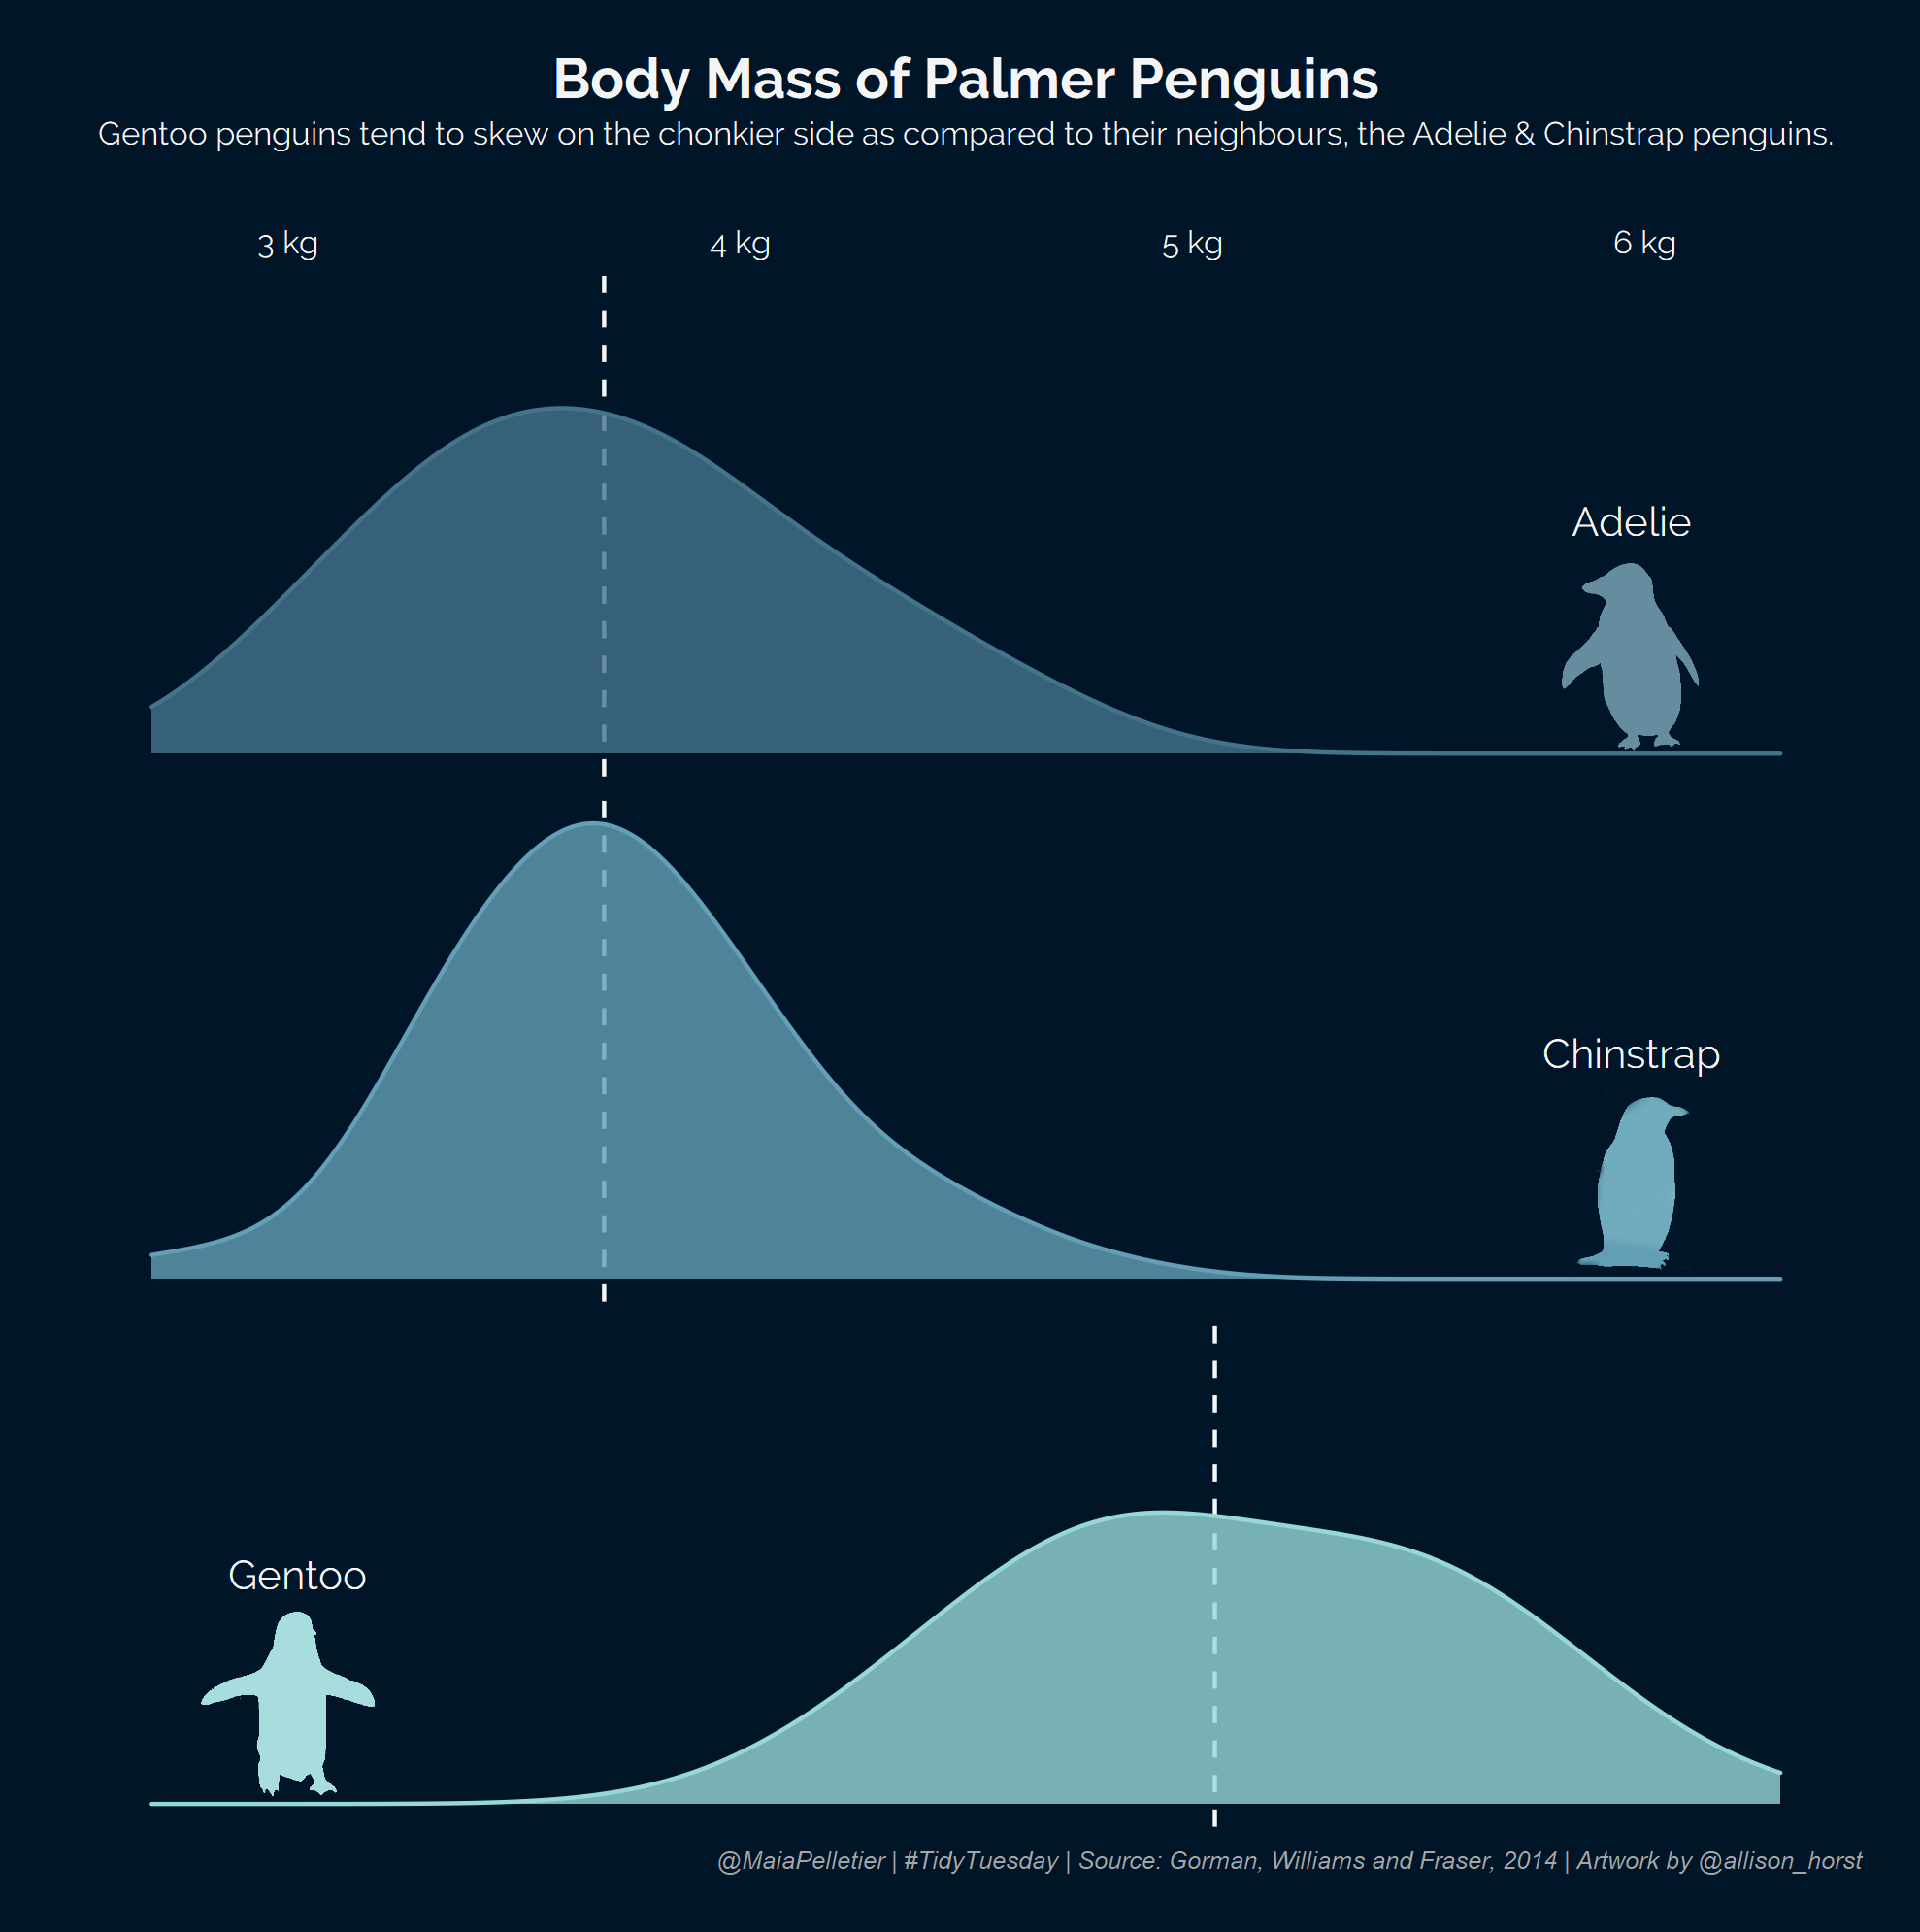 Body Mass of Palmer Penguins
Gentoo penguins tend to skew on the chonkier side as compared to their neighbours, the Adelie & Chinstrap penguins.
3 kg 4 kg 5 kg 6 kg
Adelie
Chinstrap
Gentoo
@MaiaPelletier | #TidyTuesday | Source: Gorman, Williams and Fraser, 2014 | Artwork by @allison_horst